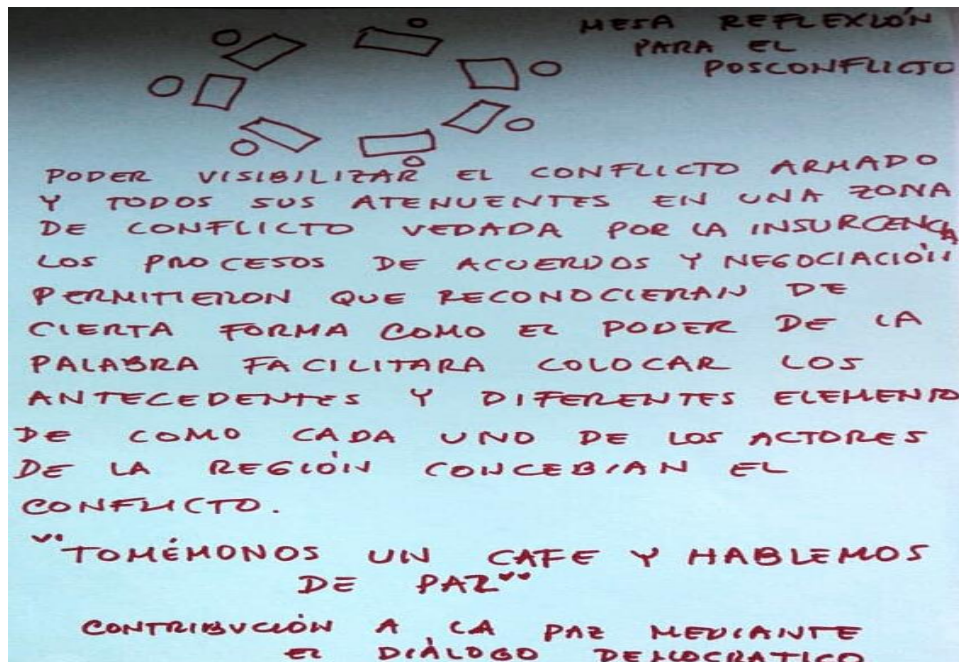 MESA REFLEXIÓN
PARA EL
POSCONFLICTO
PODER VISIBILIZAR EL CONFLICTO ARMADO
Y TODOS SUS ATENUENTES EN UNA ZONA
DE CONFLICTO VEDADA POR LA INSURGENCIA
LOS PROCESOS DE ACUERDOS Y NEGOCIACIÓN
PERMITIERON QUE RECONOCIERAN DE
CIERTA FORMA COMO EL PODER DE LA
PALABRA FACILITARA COLOCAR LOS
ANTECEDENTES Y DIFERENTES ELEMENTO
DE COMO CADA UNO DE LOS ACTORES
DE LA REGIÓN CONCEBIAN EL
CONFLICTO.
"TOMÉMONOS UN CAFE Y HABLEMOS
DE PAZ"
CONTRIBUCIÓN A LA PAZ MEDIANTE
EL DIÁLOGO DEMOCRATICO